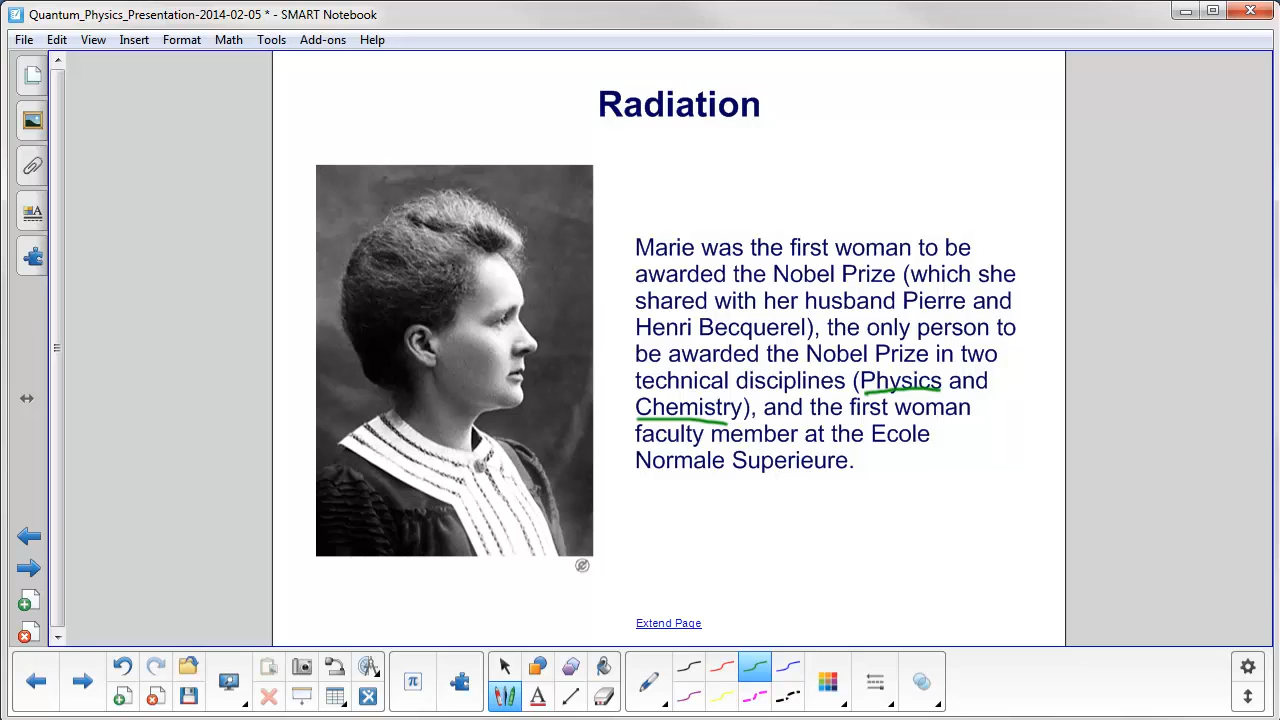 Quantum_Physics_Presentation-2014-02-05 * - SMART Notebook
File Edit View Insert Format Math Tools Add-ons Help
Radiation
Marie was the first woman to be
awarded the Nobel Prize (which she
shared with her husband Pierre and
Henri Becquerel), the only person to
be awarded the Nobel Prize in two
technical disciplines (Physics and
Chemistry), and the first woman
faculty member at the Ecole
Normale Superieure.
Extend Page